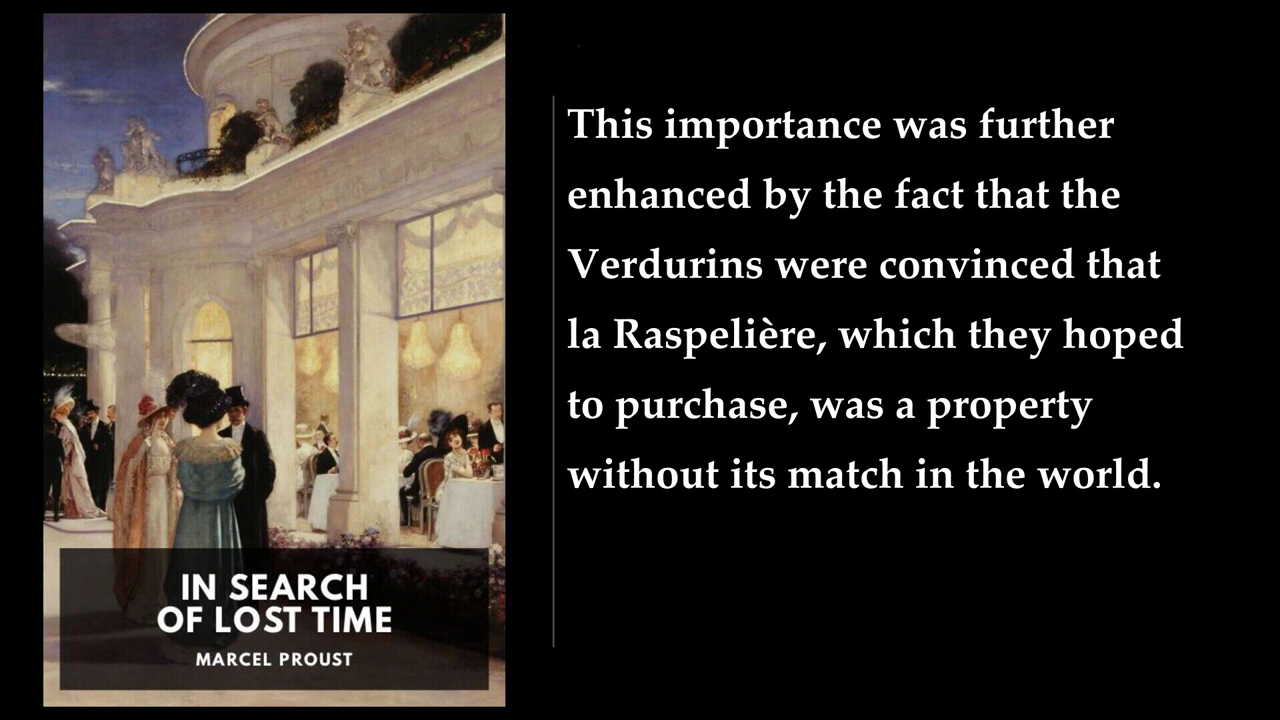 This importance was further
enhanced by the fact that the
Verdurins were convinced that
la Raspelière, which they hoped
to purchase, was a property
without its match in the world.
IN SEARCH
OF LOST TIME
MARCEL PROUST